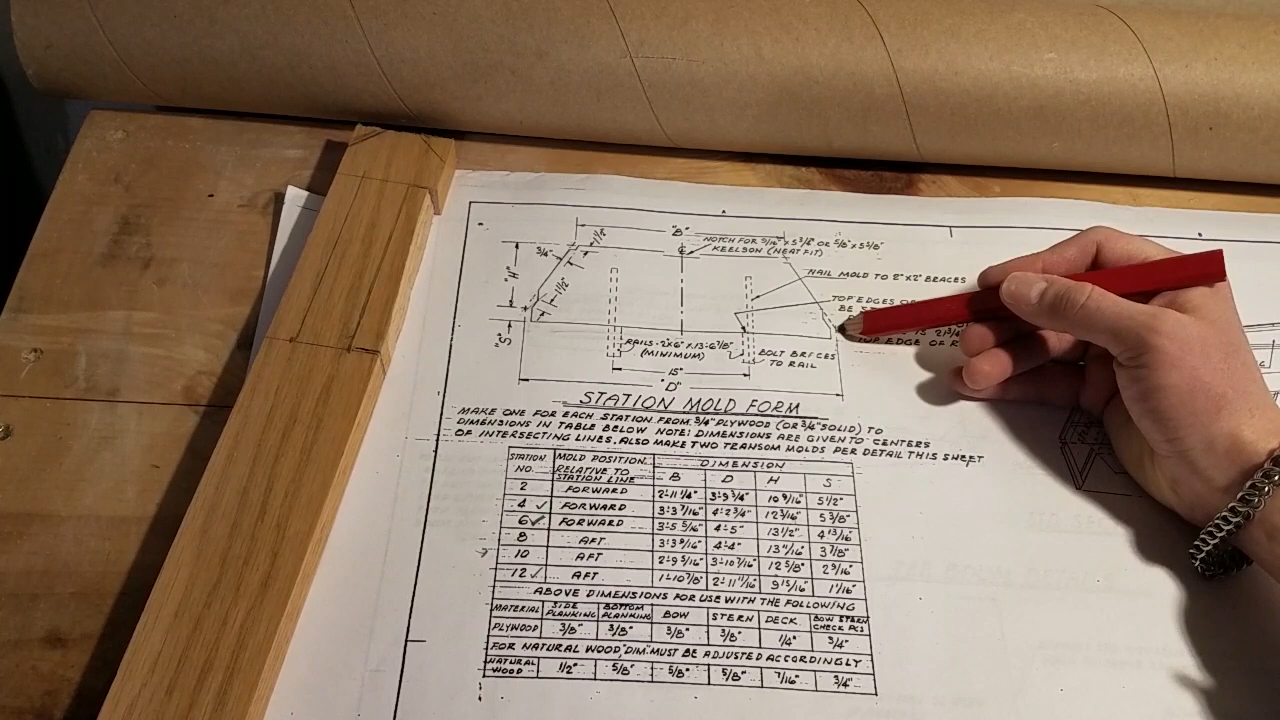 "B"
NOTCH FOR 9/16" X 5 3/8" OR 5/8" X 5 5/8"
KEELSON (NEAT FIT)
1 1/8"
3/4"
"H"
1 1/2"
NAIL MOLD TO 2" X 2" BRACES
TOP EDGES
BE
"S"
IS 21 3/4"
TOP EDGE OF
RAILS-2"X6" X 13'-6 7/8"
(MINIMUM)
BOLT BRACES
TO RAIL
15"
"D"
STATION MOLD FORM
MAKE ONE FOR EACH STATION FROM 3/4" PLYWOOD (OR 3/4" SOLID) TO
DIMENSIONS IN TABLE BELOW NOTE: DIMENSIONS ARE GIVEN TO CENTERS
OF INTERSECTING LINES. ALSO MAKE TWO TRANSOM MOLDS PER DETAIL THIS SHEET
STATION NO. MOLD POSITION RELATIVE TO STATION LINE DIMENSION
B D H S
2 FORWARD 2'-11 1/4" 3'-9 3/4" 10 9/16" 5 1/2"
4 ✓ FORWARD 3'-3 7/16" 4'-2 3/4" 12 3/16" 5 3/8"
6 ✓ FORWARD 3'-5 5/16" 4'-5" 13 1/2" 4 13/16"
8 AFT 3'-3 9/16" 4'-4" 13 1/16" 3 7/8"
10 AFT 2'-9 5/16" 3'-10 7/16" 12 5/8" 2 9/16"
12 ✓ AFT 1'-10 7/8" 2'-11 11/16" 9 15/16" 1 1/16"
ABOVE DIMENSIONS FOR USE WITH THE FOLLOWING
MATERIAL SIDE PLANKING BOTTOM PLANKING BOW STERN DECK BOW STERN CHECK PCS
PLYWOOD 3/8" 3/8" 3/8" 3/8" 1/4" 3/4"
FOR NATURAL WOOD, "DIM" MUST BE ADJUSTED ACCORDINGLY
NATURAL WOOD 1/2" 5/8" 5/8" 5/8" 7/16" 3/4"